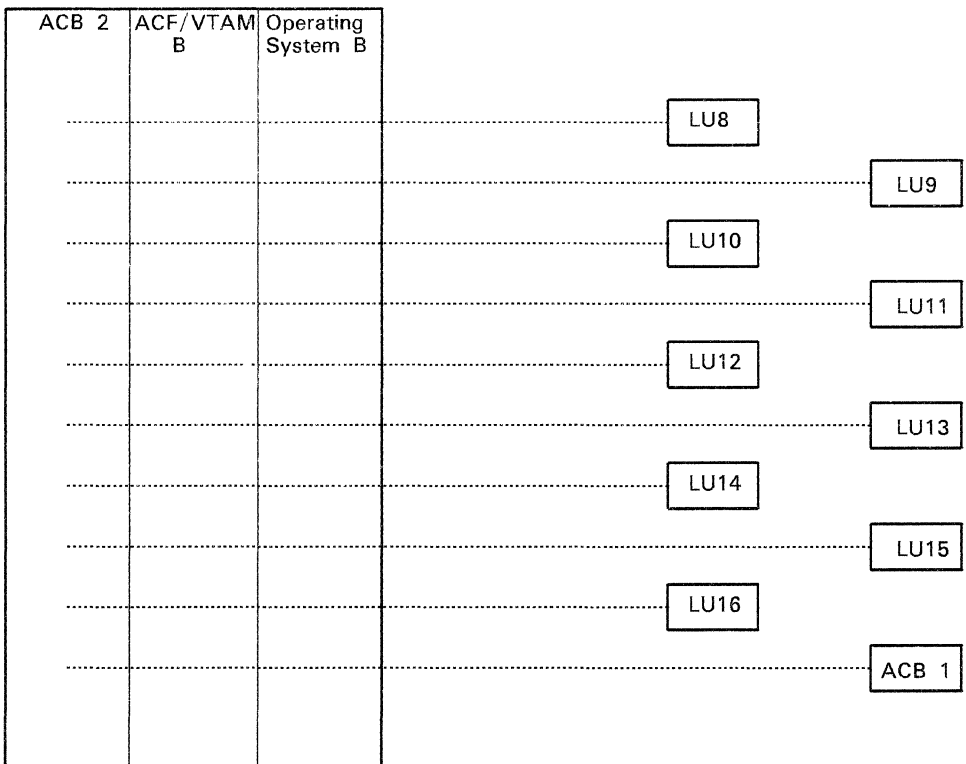 ACB 2 ACF/VTAM Operating
B System B
LU8
LU9
LU10
LU11
LU12
LU13
LU14
LU15
LU16
ACB 1